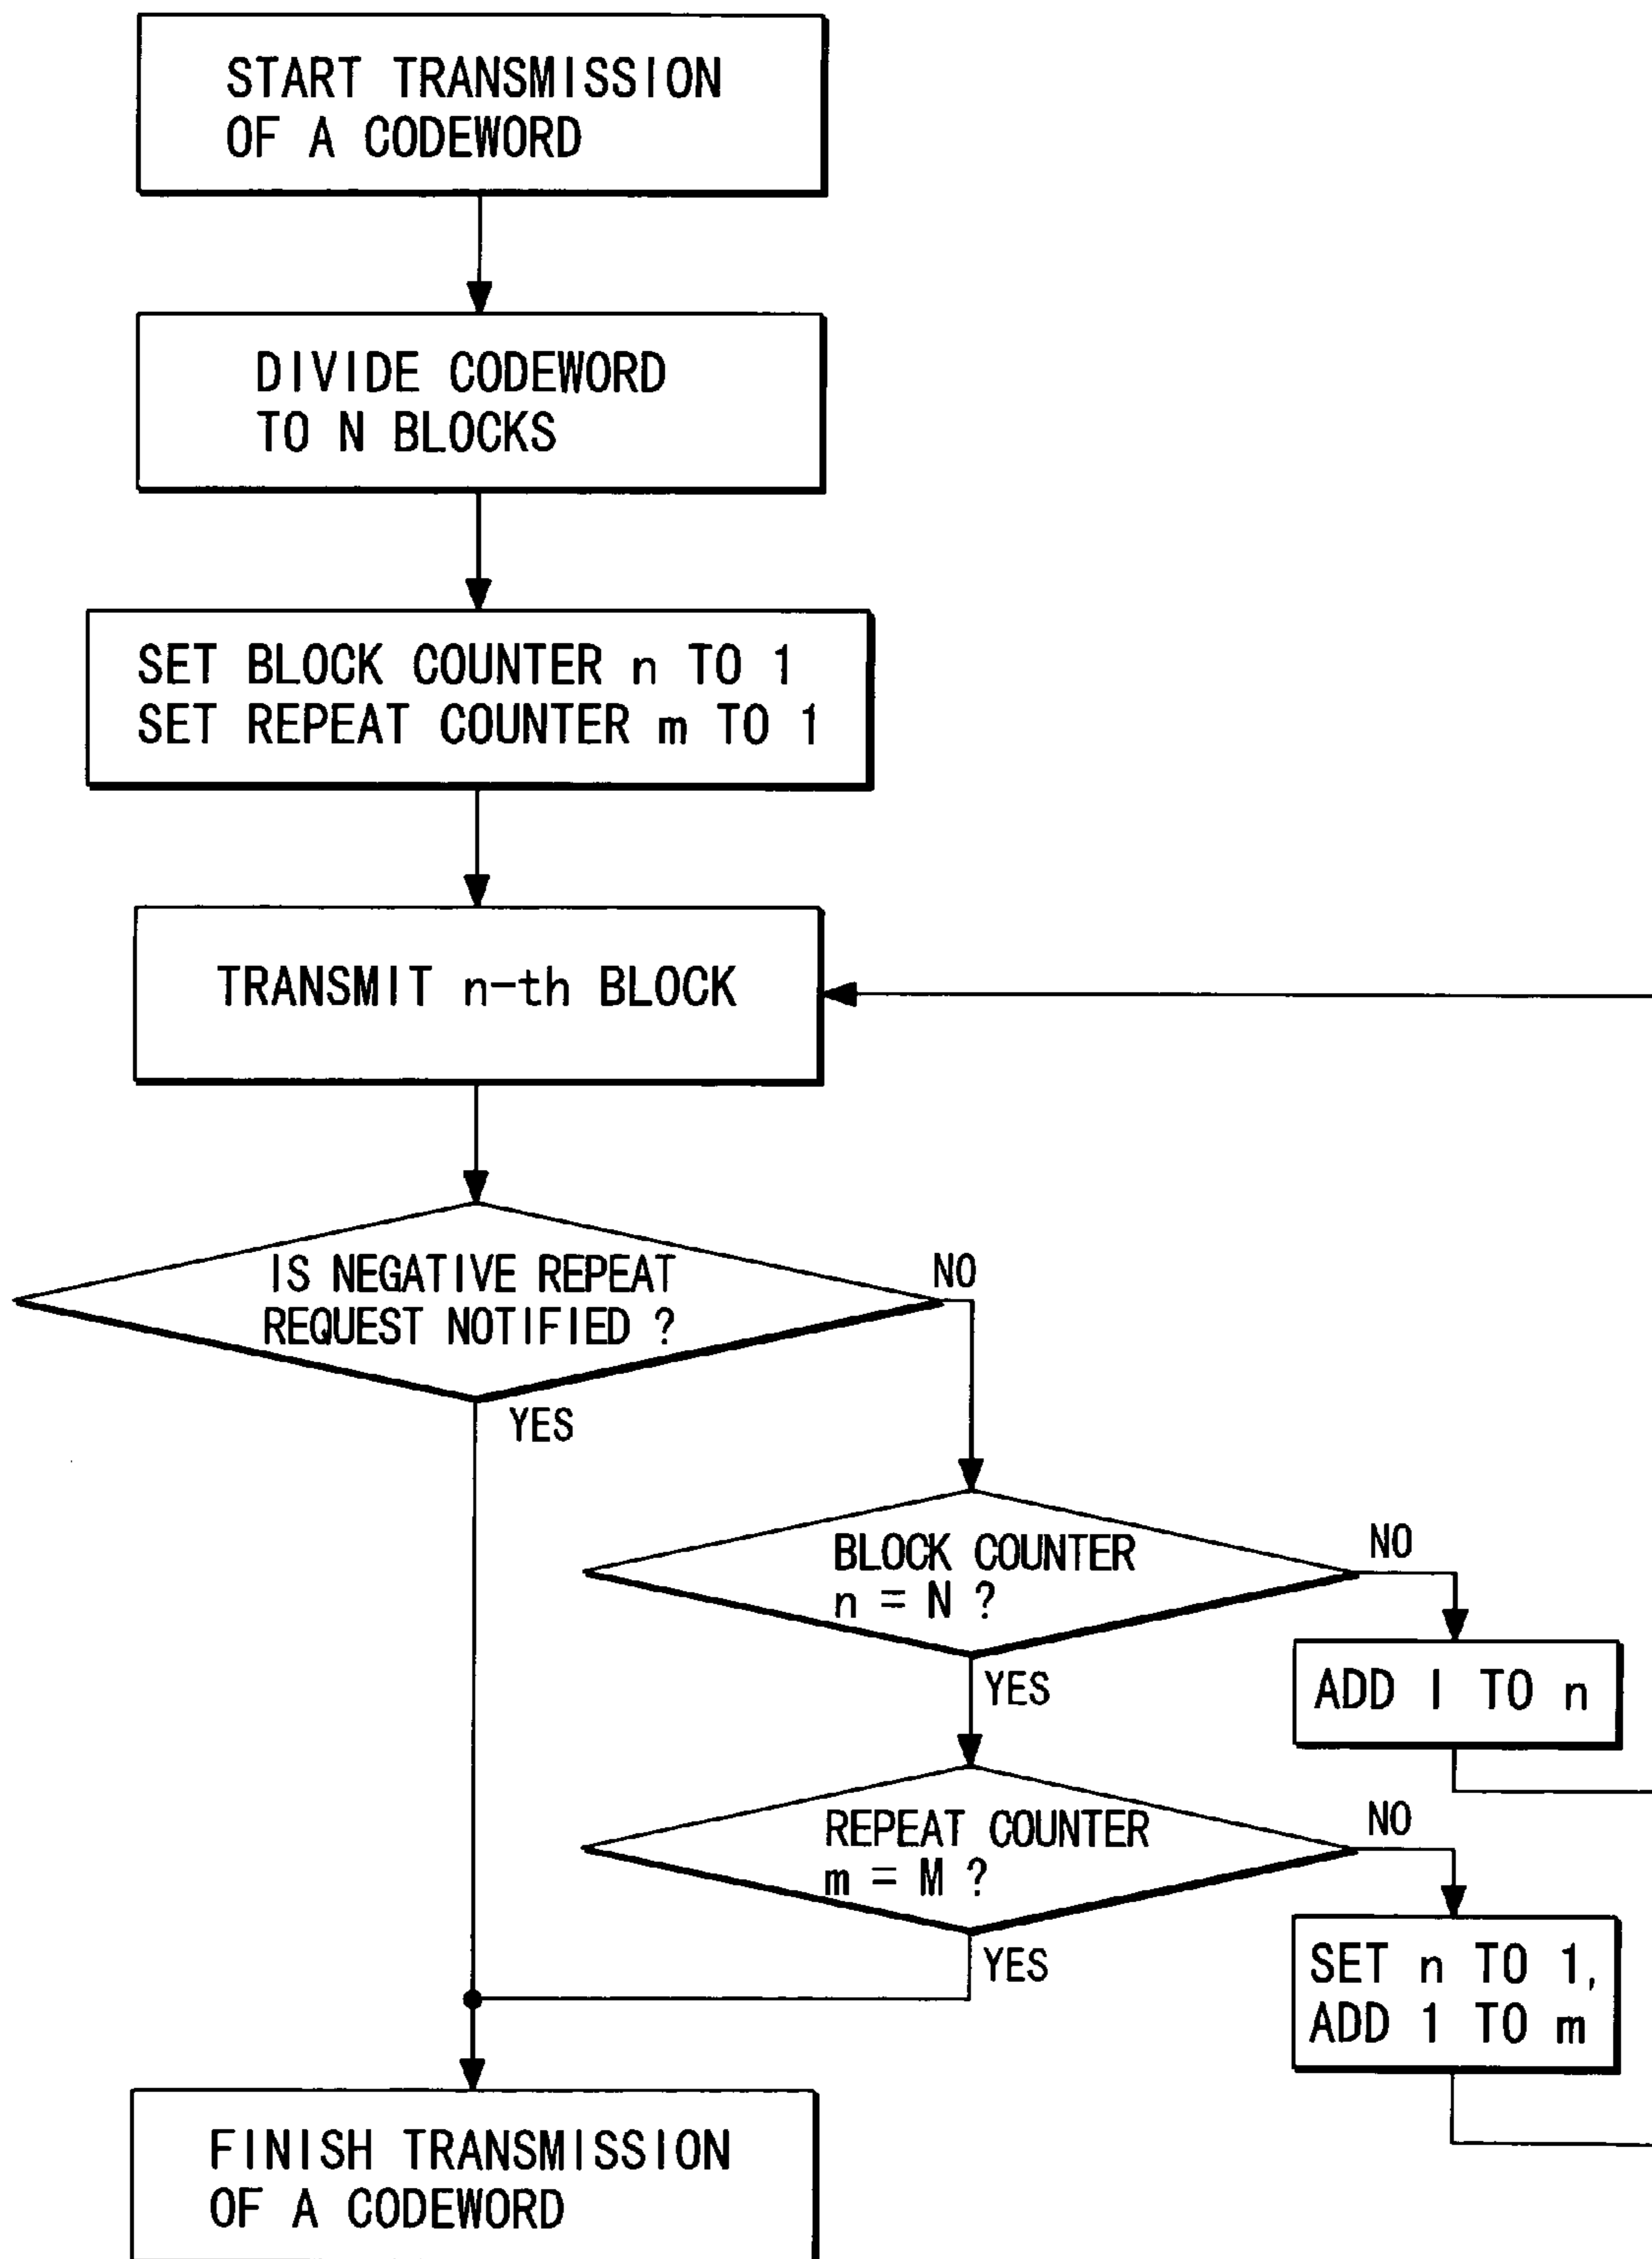 START TRANSMISSION
OF A CODEWORD
DIVIDE CODEWORD
TO N BLOCKS
SET BLOCK COUNTER n TO 1
SET REPEAT COUNTER m TO 1
TRANSMIT n-th BLOCK
IS NEGATIVE REPEAT
REQUEST NOTIFIED ?
NO
YES
BLOCK COUNTER
n = N ?
NO
YES
ADD 1 TO n
REPEAT COUNTER
m = M ?
NO
YES
SET n TO 1,
ADD 1 TO m
FINISH TRANSMISSION
OF A CODEWORD